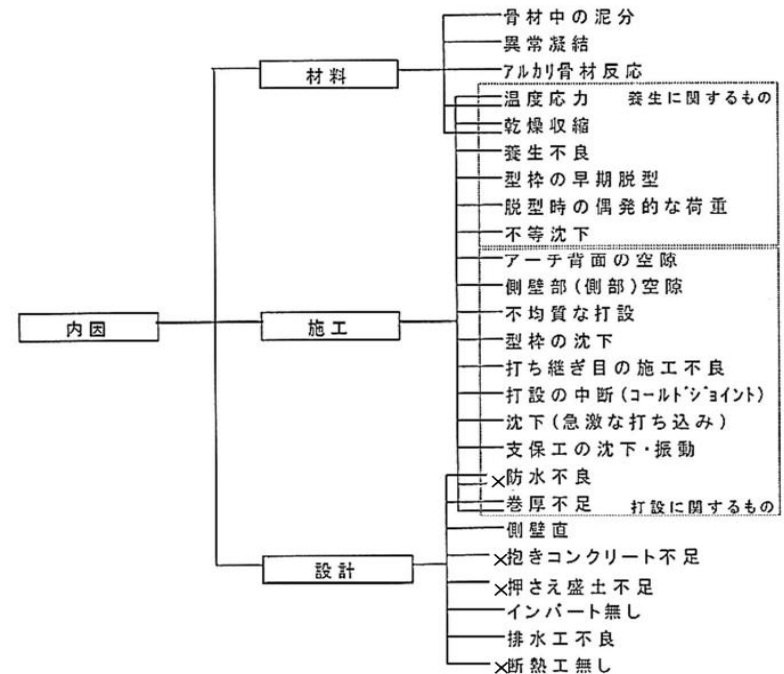 骨材中の泥分
異常凝結
材料
アルカリ骨材反応
温度応力 養生に関するもの
乾燥収縮
養生不良
型枠の早期脱型
脱型時の偶発的な荷重
不等沈下
アーチ背面の空隙
側壁部(側部)空隙
不均質な打設
内因
施工
型枠の沈下
打ち継ぎ目の施工不良
打設の中断(コールドジョイント)
沈下(急激な打ち込み)
支保工の沈下・振動
×防水不良
巻厚不足 打設に関するもの
側壁直
×抱きコンクリート不足
設計
×押さえ盛土不足
インバート無し
排水工不良
×断熱工無し